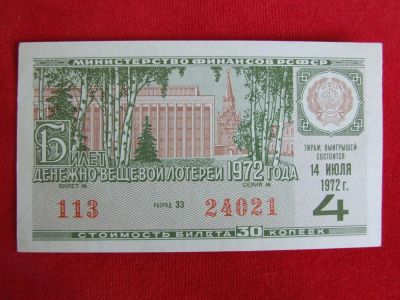 МИНИСТЕРСТВО ФИНАНСОВ РСФСР
БИЛЕТ
ДЕНЕЖНО-ВЕЩЕВОЙ ЛОТЕРЕИ 1972 ГОДА
БИЛЕТ № СЕРИЯ №
113 РАЗРЯД 33 24021
ТИРАЖ ВЫИГРЫШЕЙ
СОСТОИТСЯ
14 ИЮЛЯ
1972 г.
4
СТОИМОСТЬ БИЛЕТА 30 КОПЕЕК